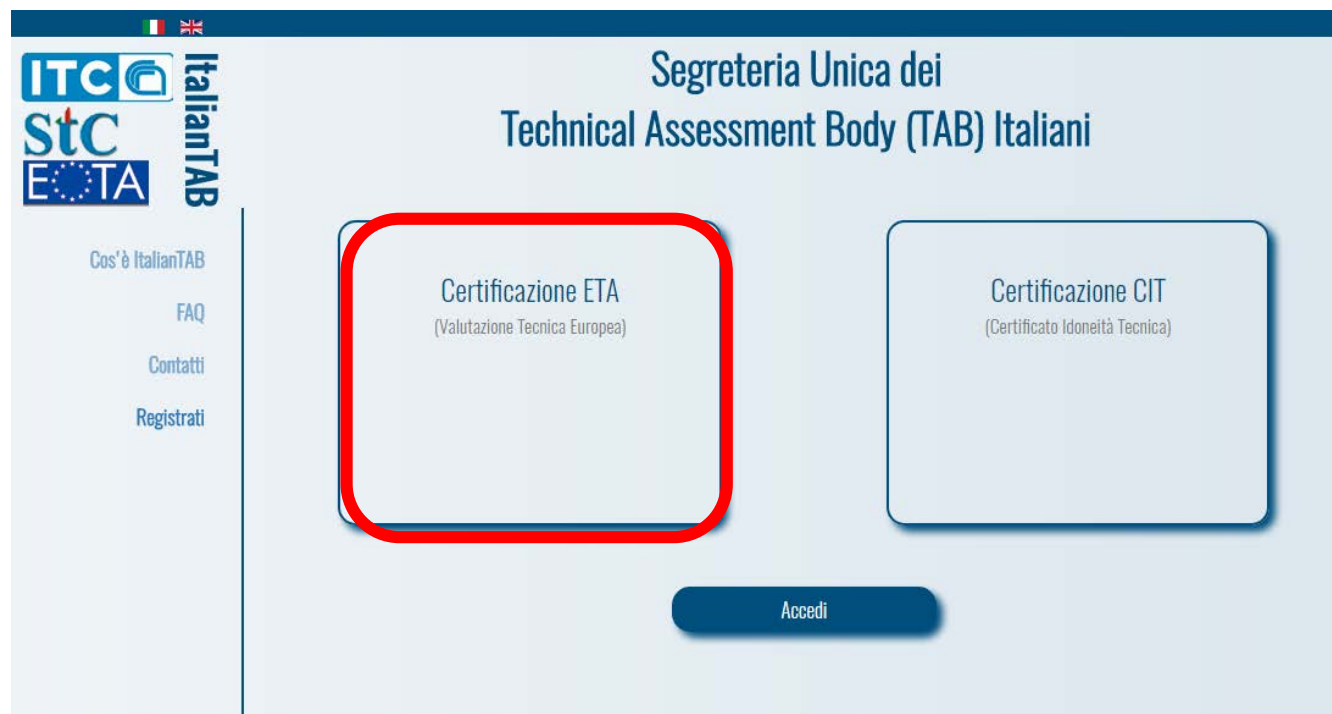 ITC
StC
EOTA
ItalianTAB
Segreteria Unica dei
Technical Assessment Body (TAB) Italiani
Cos'è ItalianTAB
FAQ
Contatti
Registrati
Certificazione ETA
(Valutazione Tecnica Europea)
Certificazione CIT
(Certificato Idoneità Tecnica)
Accedi